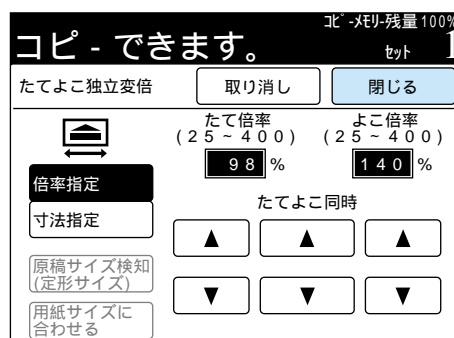 ｺﾋﾟ-ﾒﾓﾘ-残量100%
コピ-できます。 ｾｯﾄ 1
たてよこ独立変倍 取り消し 閉じる
たて倍率 よこ倍率
(25~400) (25~400)
98% 140%
倍率指定
たてよこ同時
寸法指定
▲ ▲ ▲
原稿サイズ検知
(定形サイズ)
▼ ▼ ▼
用紙サイズに
合わせる